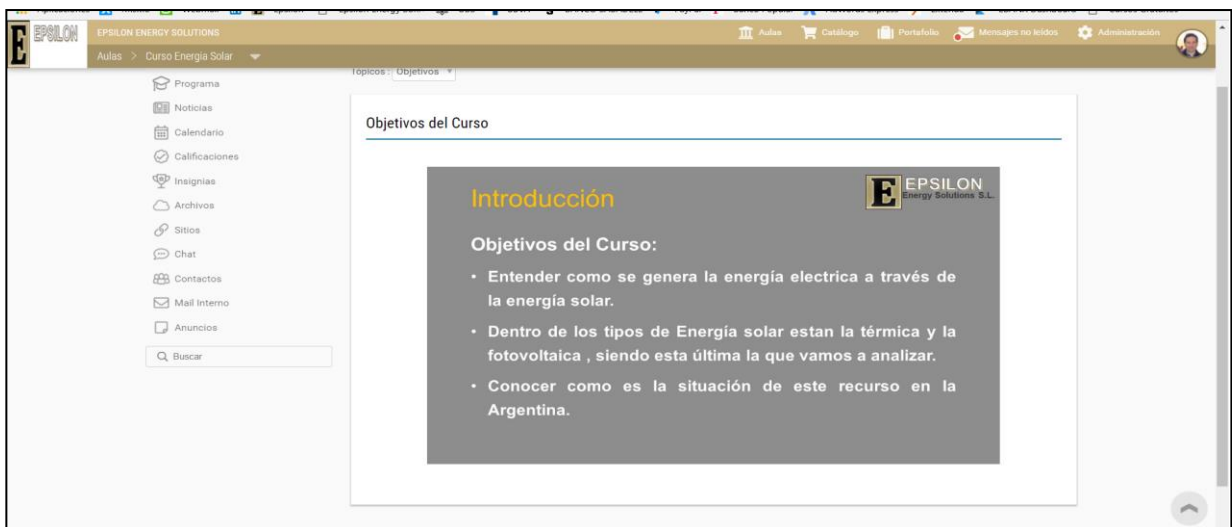 EPSILON
EPSILON ENERGY SOLUTIONS
Aulas
Catálogo
Portafolio
Mensajes no leídos
Administración
Aulas > Curso Energia Solar
Tópicos : Objetivos
Programa
Noticias
Calendario
Calificaciones
Insignias
Archivos
Sitios
Chat
Contactos
Mail Interno
Anuncios
Buscar
Objetivos del Curso
Introducción
E EPSILON
Energy Solutions S.L.
Objetivos del Curso:
• Entender como se genera la energía electrica a través de
la energía solar.
• Dentro de los tipos de Energía solar estan la térmica y la
fotovoltaica , siendo esta última la que vamos a analizar.
• Conocer como es la situación de este recurso en la
Argentina.